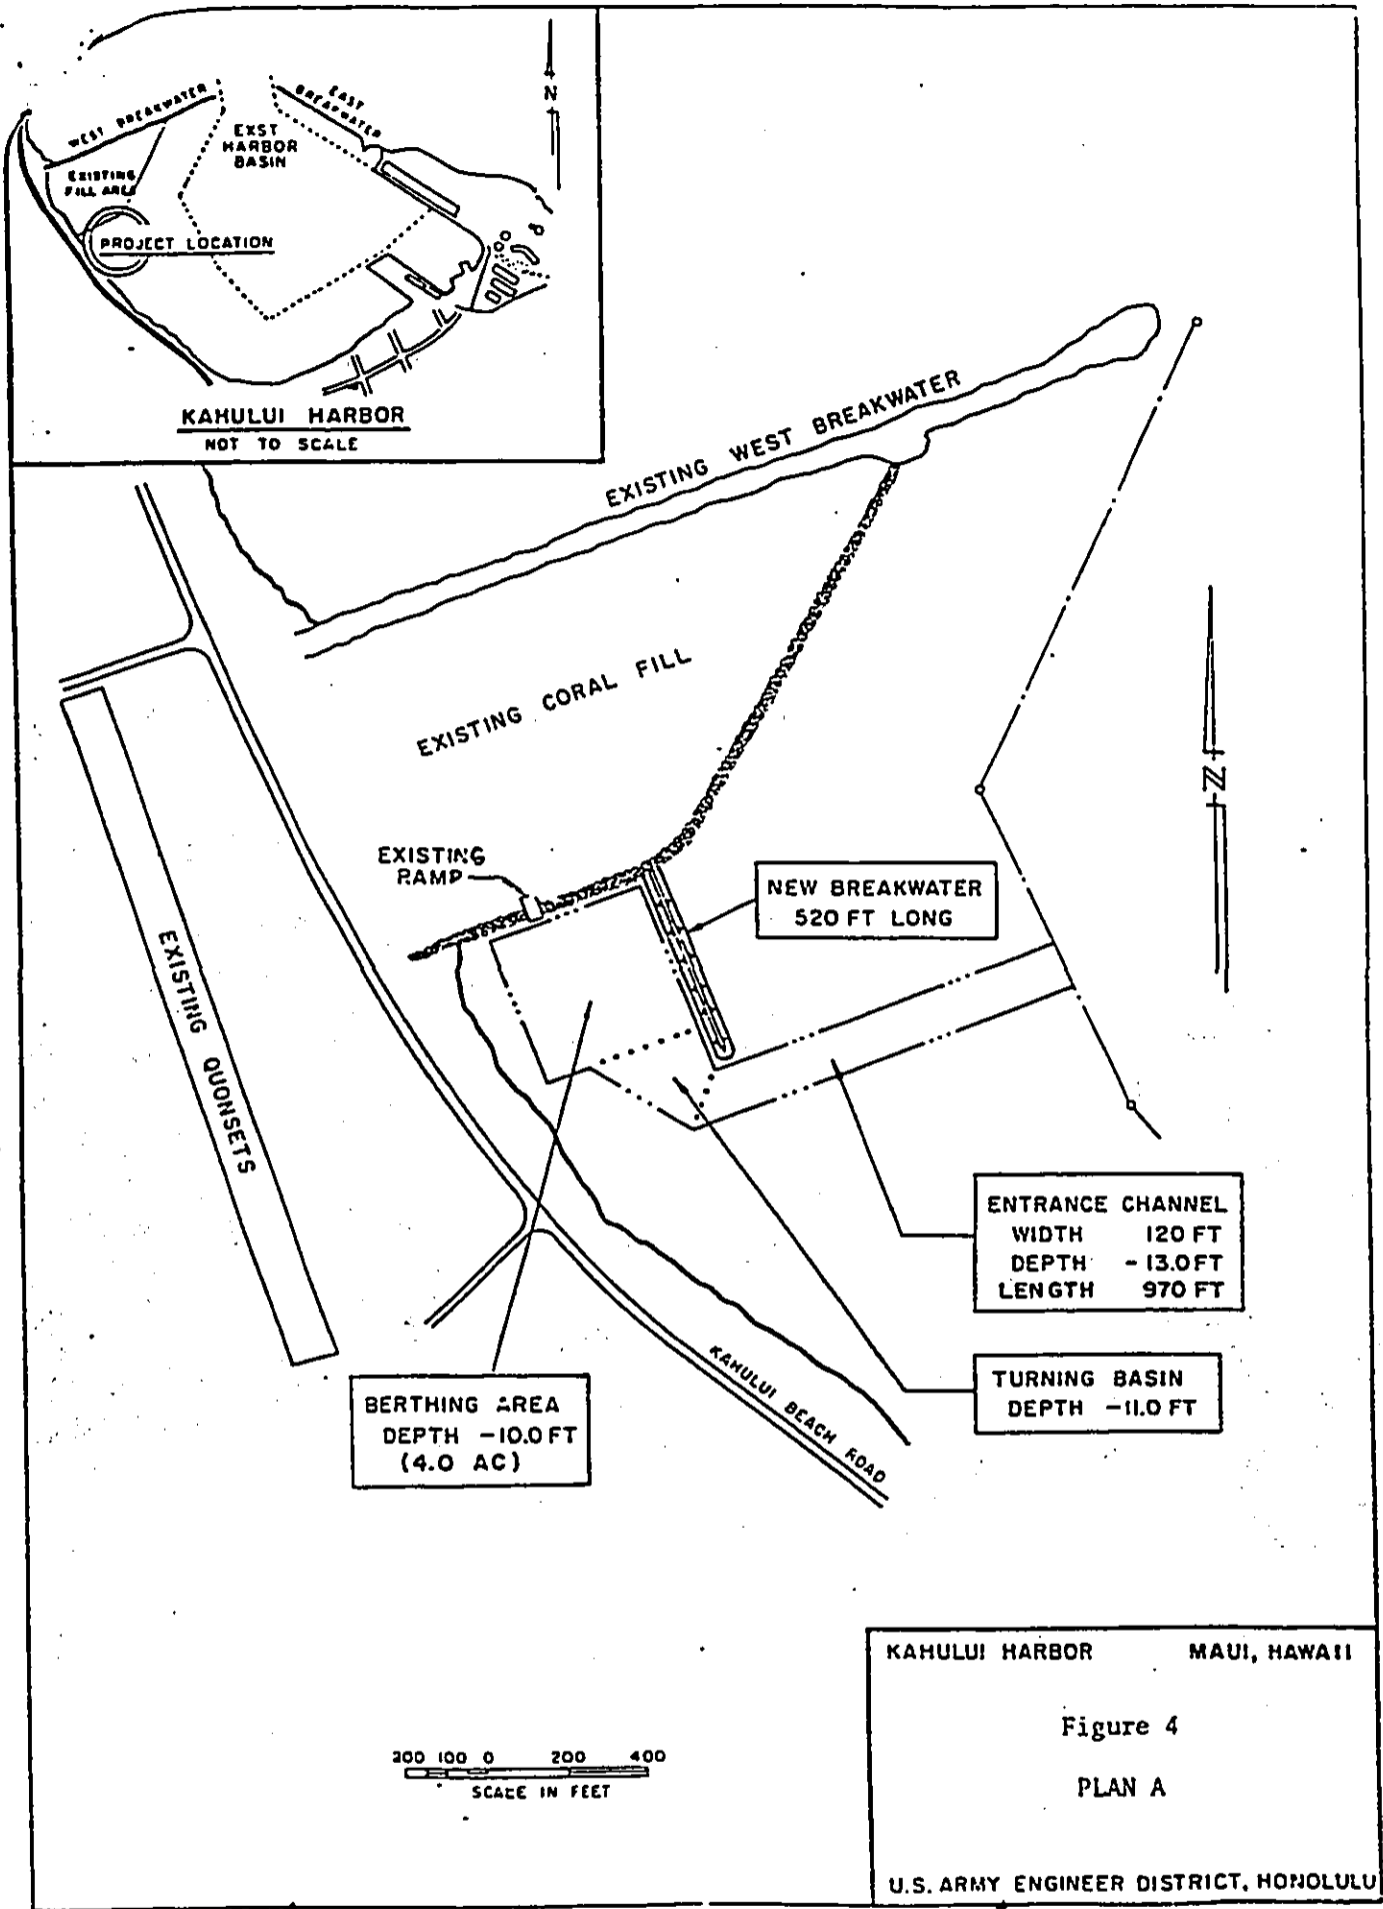 WEST BREAKWATER
EAST
BREAKWATER
N
EXST
HARBOR
BASIN
EXISTING
FILL AREA
PROJECT LOCATION
KAHULUI HARBOR
NOT TO SCALE
EXISTING WEST BREAKWATER
EXISTING CORAL FILL
N
EXISTING
RAMP
NEW BREAKWATER
520 FT LONG
EXISTING QUONSETS
ENTRANCE CHANNEL
WIDTH 120 FT
DEPTH -13.0 FT
LENGTH 970 FT
TURNING BASIN
DEPTH -11.0 FT
BERTHING AREA
DEPTH -10.0 FT
(4.0 AC)
KAHULUI BEACH ROAD
KAHULUI HARBOR MAUI, HAWAII
Figure 4
PLAN A
200 100 0 200 400
SCALE IN FEET
U.S. ARMY ENGINEER DISTRICT, HONOLULU